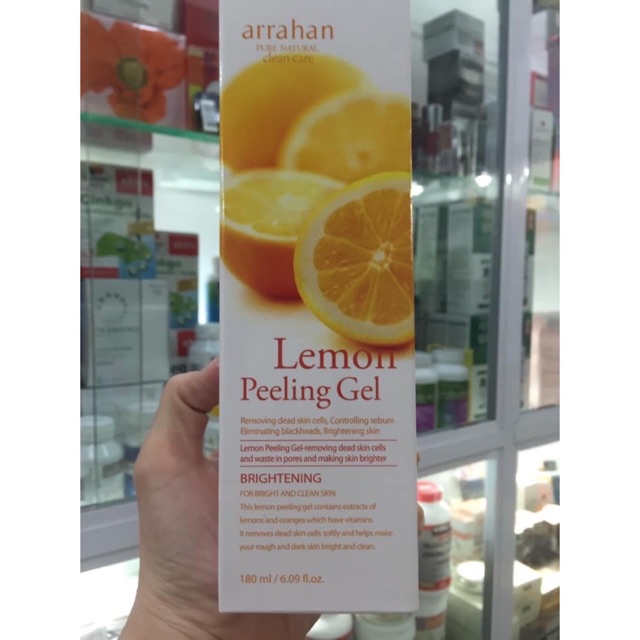 arrahan
PURE NATURAL
clean care
Lemon
Peeling Gel
Removing dead skin cells, Controlling sebum
Eliminating blackheads, Brightening skin
Lemon Peeling Gel-removing dead skin cells
and waste in pores and making skin brighter
BRIGHTENING
FOR BRIGHT AND CLEAN SKIN
This lemon peeling gel contains extracts of
lemons and oranges which have vitamins.
It removes dead skin cells softly and helps make
your rough and dark skin bright and clean.
180 ml / 6.09 fl.oz.
Ginkgo